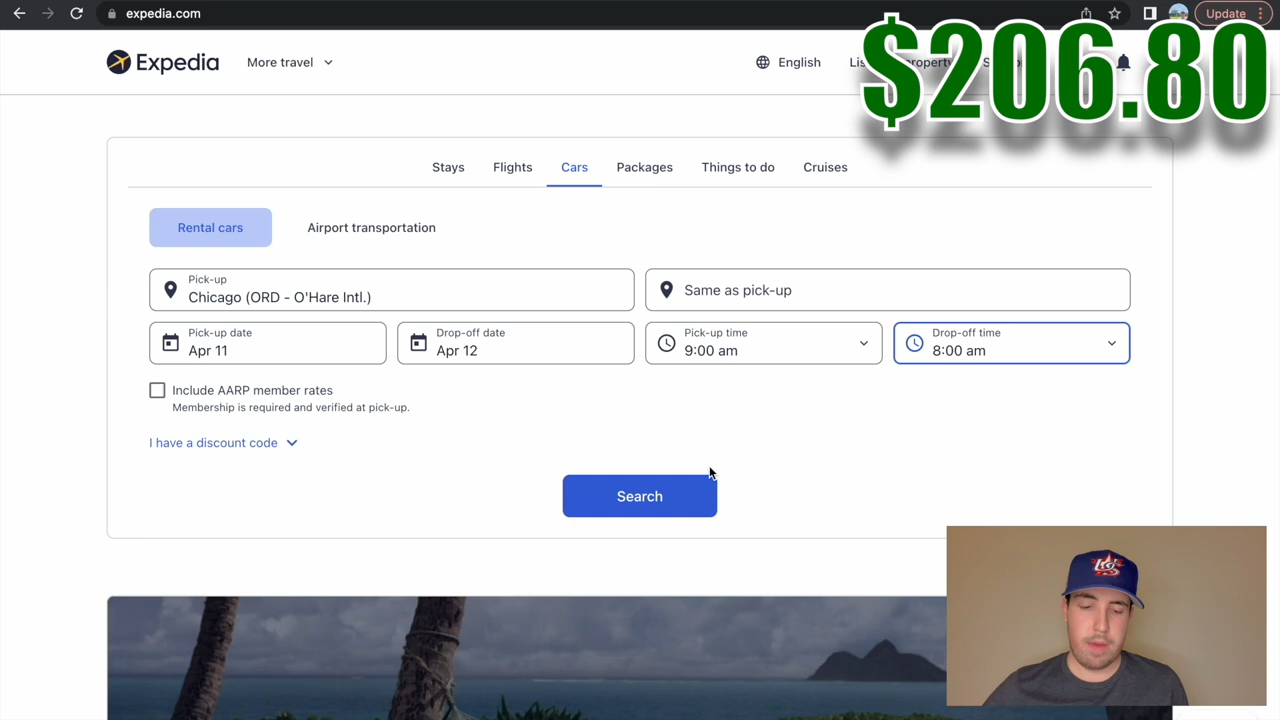 expedia.com
Update
$206.80
Expedia
More travel
English
Stays
Flights
Cars
Packages
Things to do
Cruises
Rental cars
Airport transportation
Pick-up
Chicago (ORD - O'Hare Intl.)
Same as pick-up
Pick-up date
Apr 11
Drop-off date
Apr 12
Pick-up time
9:00 am
Drop-off time
8:00 am
Include AARP member rates
Membership is required and verified at pick-up.
I have a discount code
Search